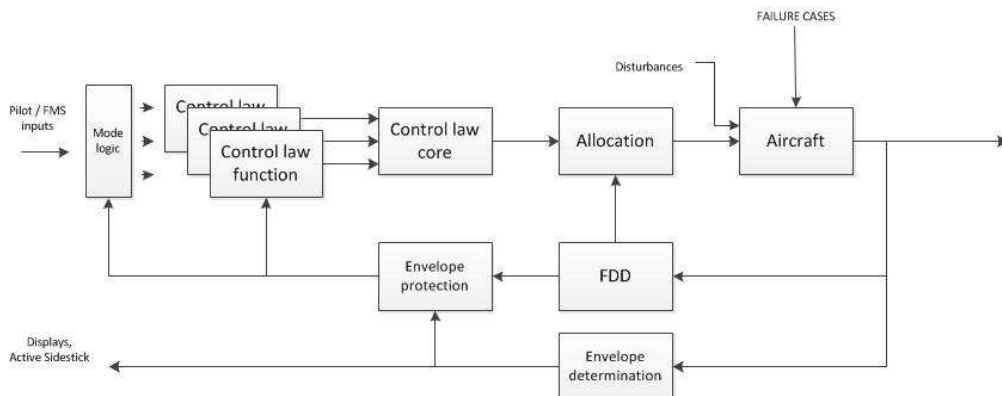 FAILURE CASES
Disturbances
Pilot / FMS
inputs
Mode
logic
Control law
Control law
Control law
function
Control law
core
Allocation
Aircraft
Envelope
protection
FDD
Displays,
Active Sidestick
Envelope
determination